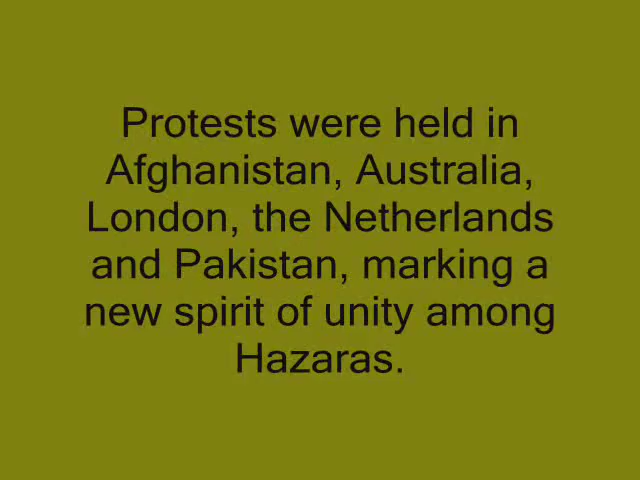 Protests were held in
Afghanistan, Australia,
London, the Netherlands
and Pakistan, marking a
new spirit of unity among
Hazaras.